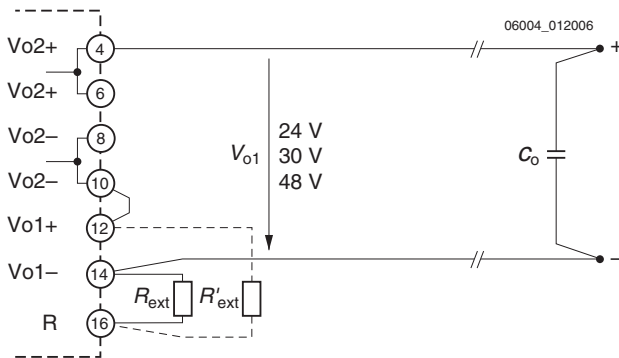 06004_012006
Vo2+ 4 +
Vo2+ 6
Vo2– 8
Vo2– 10
Vo1+ 12
Vo1– 14 –
R 16
Vo1
24 V
30 V
48 V
Co
Rext R'ext